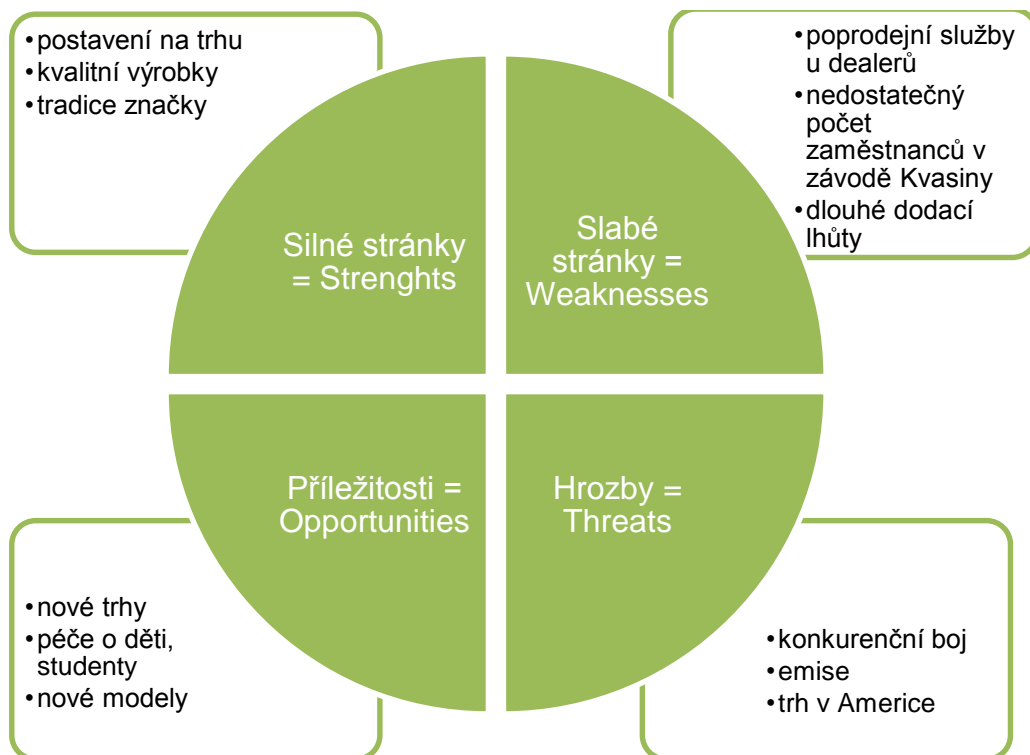 •postavení na trhu
•kvalitní výrobky
•tradice značky
•poprodejní služby
u dealerů
•nedostatečný
počet
zaměstnanců v
závodě Kvasiny
•dlouhé dodací
lhůty
Silné stránky
= Strenghts
Slabé
stránky =
Weaknesses
Příležitosti =
Opportunities
Hrozby =
Threats
•nové trhy
•péče o děti,
studenty
•nové modely
•konkurenční boj
•emise
•trh v Americe